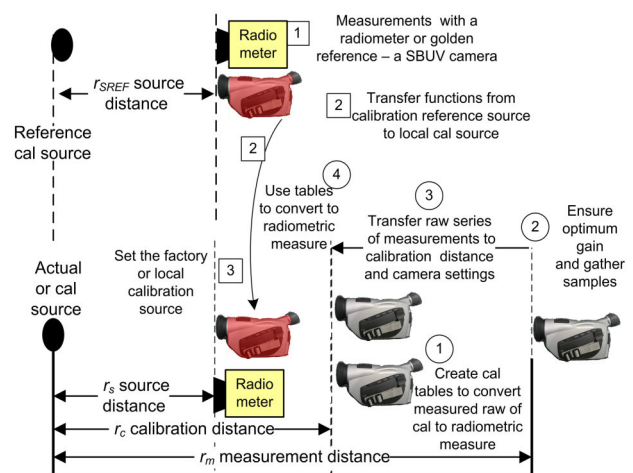 Radio
meter
1
Measurements with a
radiometer or golden
reference – a SBUV camera
rSREF source
distance
2
Transfer functions from
calibration reference source
to local cal source
Reference
cal source
2
4
Use tables
to convert to
radiometric
measure
3
Transfer raw series
of measurements to
calibration distance
and camera settings
2
Ensure
optimum
gain
and gather
samples
Actual
or cal
source
Set the factory
or local
calibration
source
3
1
Create cal
tables to convert
measured raw of
cal to radiometric
measure
rs source
distance
Radio
meter
rc calibration distance
rm measurement distance